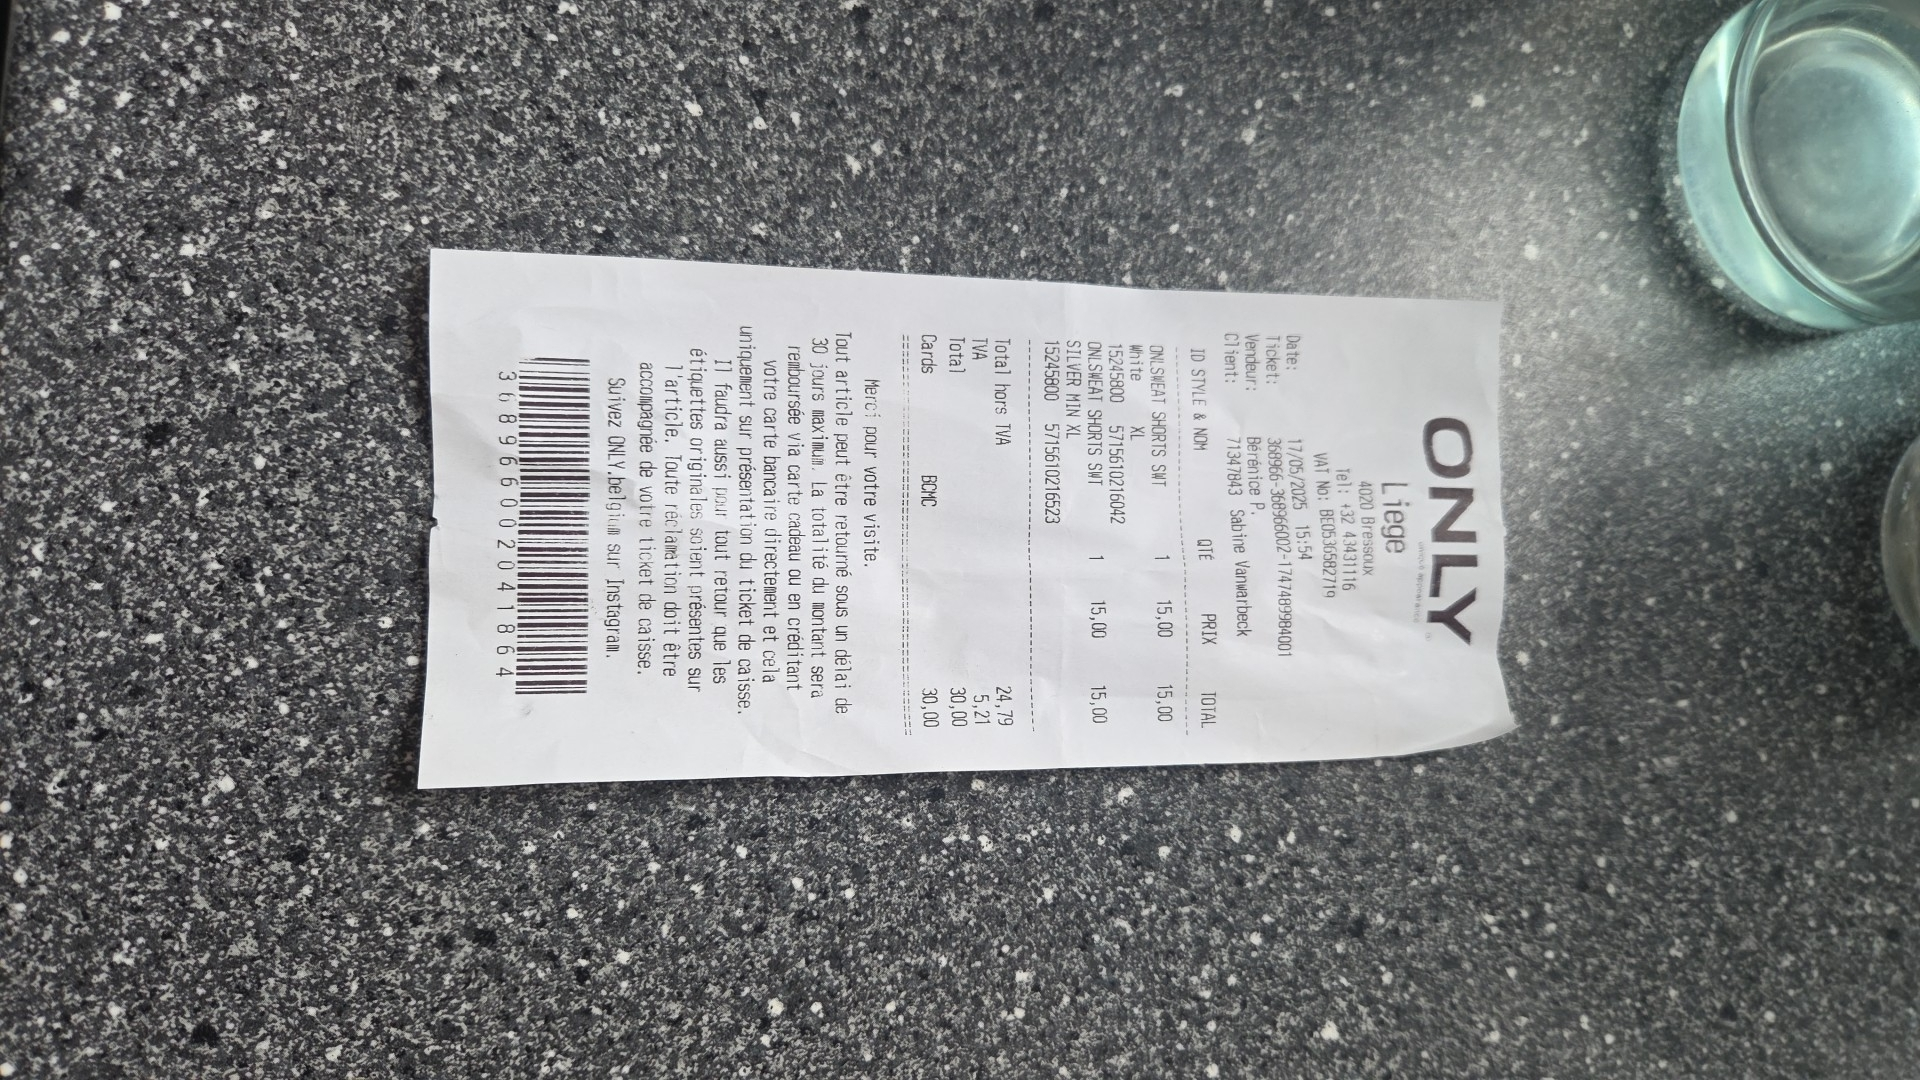 ONLY
Liege
4020 Bressoux
Tel: +32 43431116
VAT No: BE0536582719
Date: 17/05/2025 15:54
Ticket: 368966-368966002-1747489984001
Vendeur: Bérénice P.
Client: 71347843 Sabine Vanwarbeck
ID STYLE & NOM QTÉ PRIX TOTAL
ONLSWEAT SHORTS SWT 1 15,00 15,00
White XL
15245800 5715610216042
ONLSWEAT SHORTS SWT 1 15,00 15,00
SILVER MIN XL
15245800 5715610216523
Total hors TVA 24,79
TVA 5,21
Total 30,00
Cards BCMC 30,00
Merci pour votre visite.
Tout article peut être retourné sous un délai de
30 jours maximum. La totalité du montant sera
remboursée via carte cadeau ou en créditant
votre carte bancaire directement et cela
uniquement sur présentation du ticket de caisse.
Il faudra aussi pour tout retour que les
étiquettes originales soient présentes sur
l'article. Toute réclamation doit être
accompagnée de votre ticket de caisse.
Suivez ONLY.belgium sur Instagram.
368966002041864